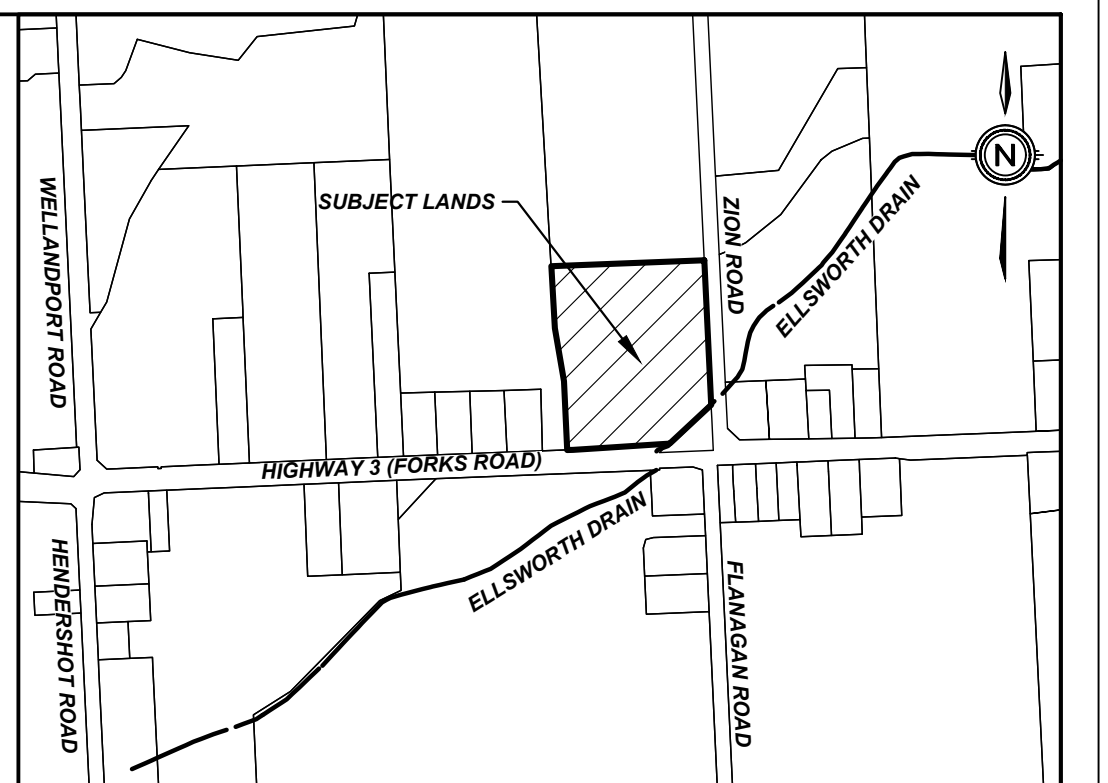 N
WELLANDPORT ROAD
SUBJECT LANDS
ZION ROAD
ELLSWORTH DRAIN
HIGHWAY 3 (FORKS ROAD)
ELLSWORTH DRAIN
HENDERSHOT ROAD
FLANAGAN ROAD